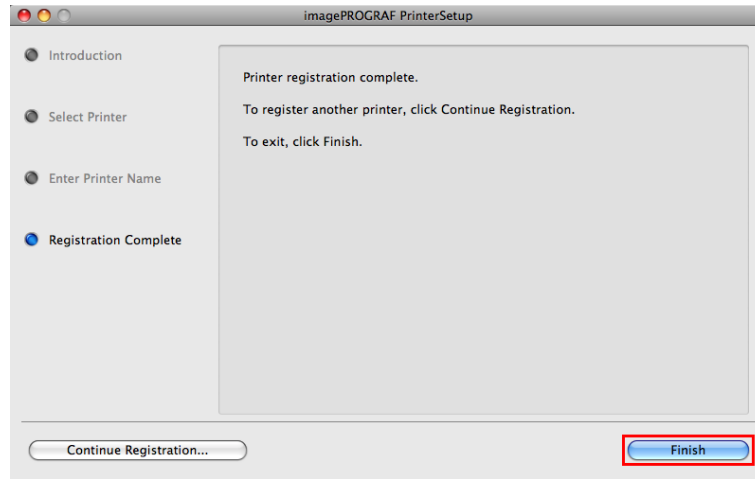 imagePROGRAF PrinterSetup
Introduction
Select Printer
Enter Printer Name
Registration Complete
Printer registration complete.
To register another printer, click Continue Registration.
To exit, click Finish.
Continue Registration...
Finish